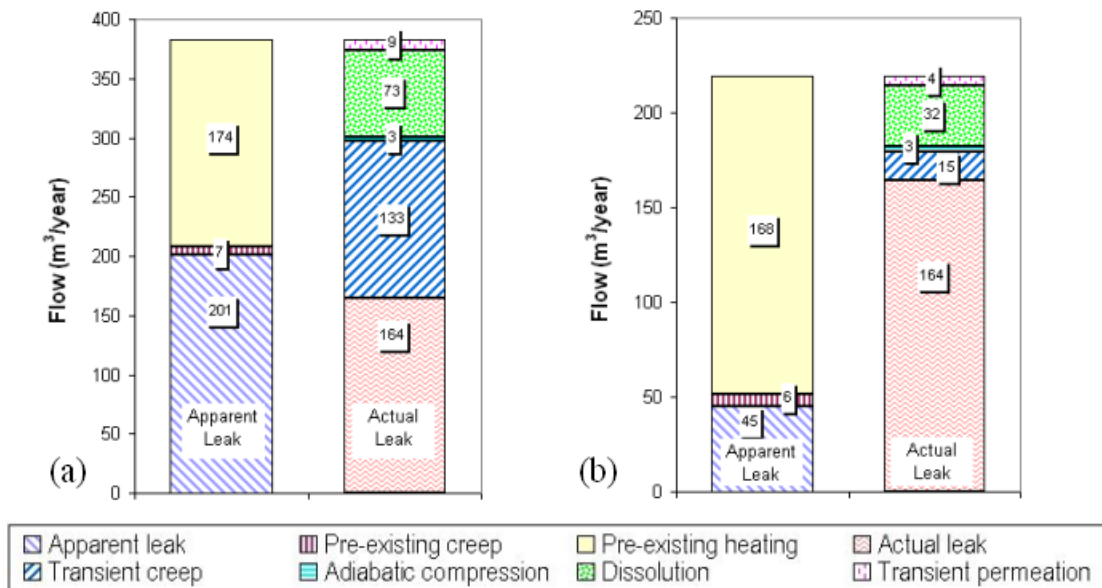 400
350
300
250
200
150
100
50
0
Flow (m³/year)
174
7
201
Apparent
Leak
9
73
3
133
164
Actual
Leak
(a)
250
200
150
100
50
0
Flow (m³/year)
168
6
45
Apparent
Leak
4
32
3
15
164
Actual
Leak
(b)
Apparent leak
Pre-existing creep
Pre-existing heating
Actual leak
Transient creep
Adiabatic compression
Dissolution
Transient permeation